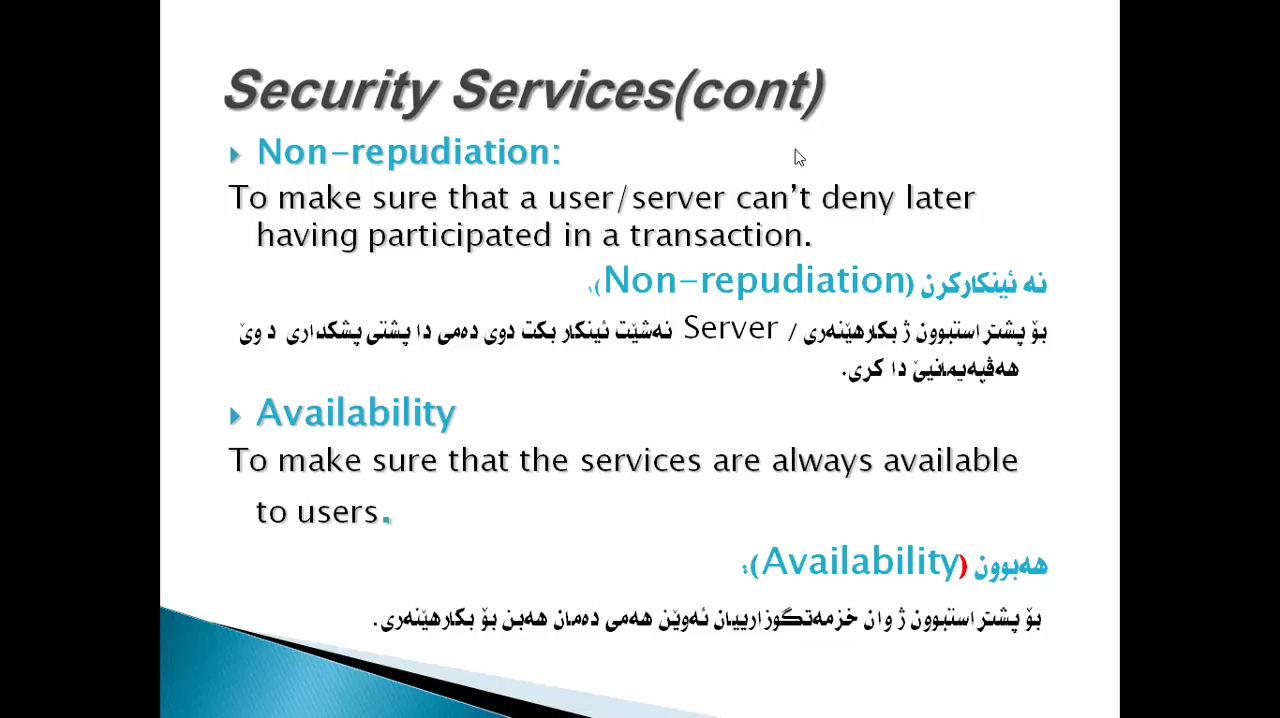 Security Services(cont)
Non-repudiation:
To make sure that a user/server can't deny later
having participated in a transaction.
نه ئینکارکرن (Non-repudiation):
بۆ پشتراستبوون ژ بکارهێنەری / Server نەشێت ئینکار بکت دوی دەمی دا پشتی پشکداری د وێ
هەڤپەیمانیێ دا کری.
Availability
To make sure that the services are always available
to users.
هەبوون (Availability):
بۆ پشتراستبوون ژ وان خزمەتگوزارییان ئەوێن هەمی دەمان هەبن بۆ بکارهێنەری.